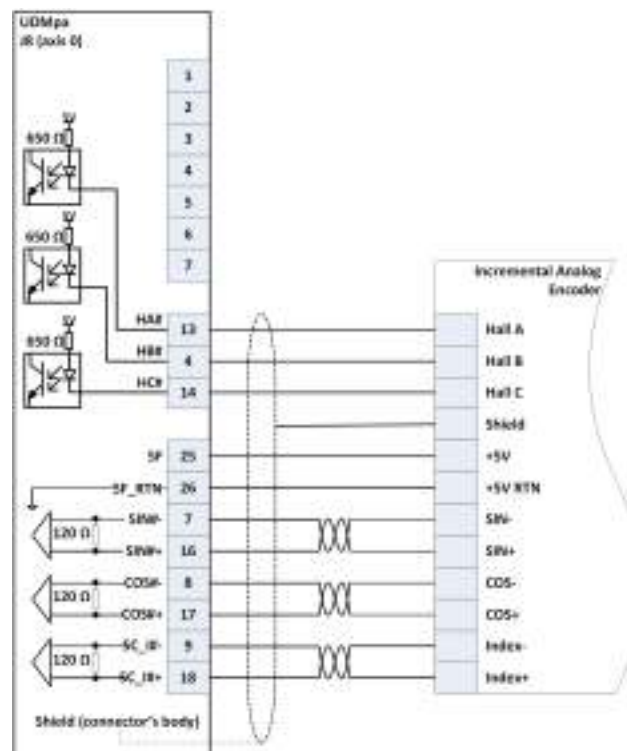 UDMpa
J8 (axis 0)
1
2
3
4
5
6
7
650 Ω
5V
650 Ω
5V
650 Ω
5V
HA#
13
HB#
4
HC#
14
5F
25
5F_RTN
26
SIN#-
7
SIN#+
16
120 Ω
COS#-
8
COS#+
17
120 Ω
SC_I#-
9
SC_I#+
18
120 Ω
Shield (connector's body)
Incremental Analog
Encoder
Hall A
Hall B
Hall C
Shield
+5V
+5V RTN
SIN-
SIN+
COS-
COS+
Index-
Index+